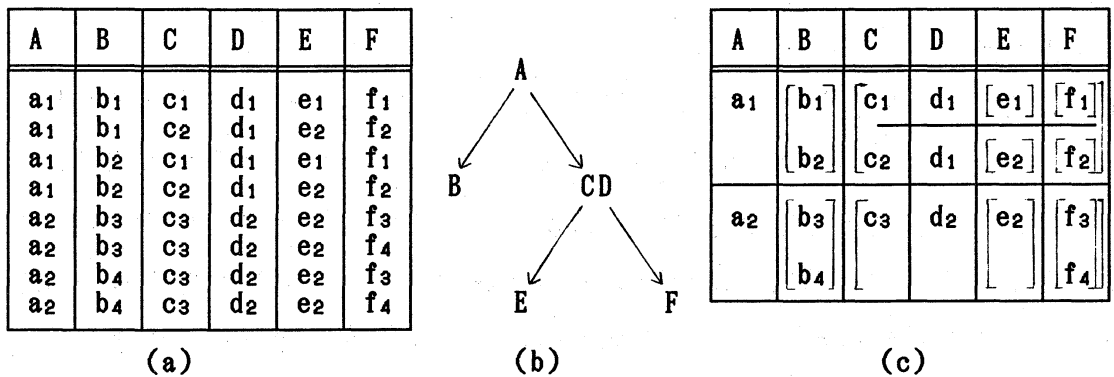 A B C D E F
a1 b1 c1 d1 e1 f1
a1 b1 c2 d1 e2 f2
a1 b2 c1 d1 e1 f1
a1 b2 c2 d1 e2 f2
a2 b3 c3 d2 e2 f3
a2 b3 c3 d2 e2 f4
a2 b4 c3 d2 e2 f3
a2 b4 c3 d2 e2 f4
(a)
A
B CD
E F
(b)
A B C D E F
a1 [b1] [c1 d1 [e1] [f1]]
b2 c2 d1 [e2] [f2]
a2 [b3] [c3 d2 [e2] [f3]]
b4 f4
(c)